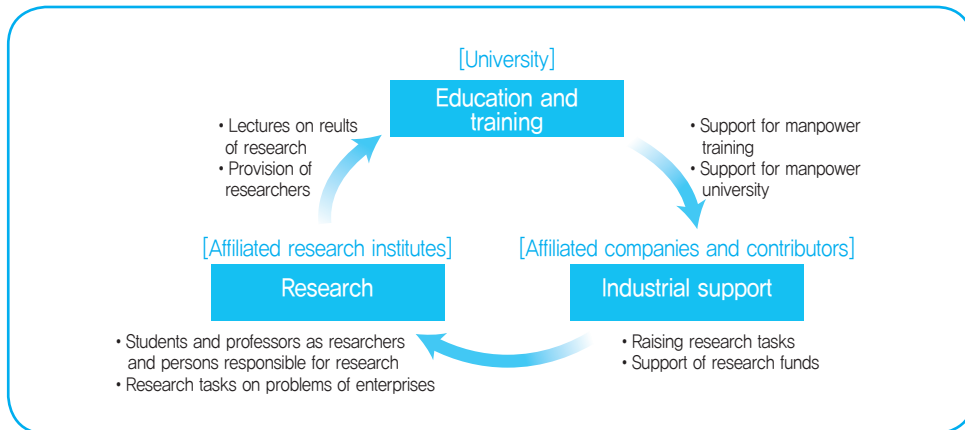 [University]
Education and
training
• Lectures on reults
of research
• Provision of
researchers
• Support for manpower
training
• Support for manpower
university
[Affiliated research institutes]
Research
[Affiliated companies and contributors]
Industrial support
• Students and professors as resarchers
and persons responsible for research
• Research tasks on problems of enterprises
• Raising research tasks
• Support of research funds